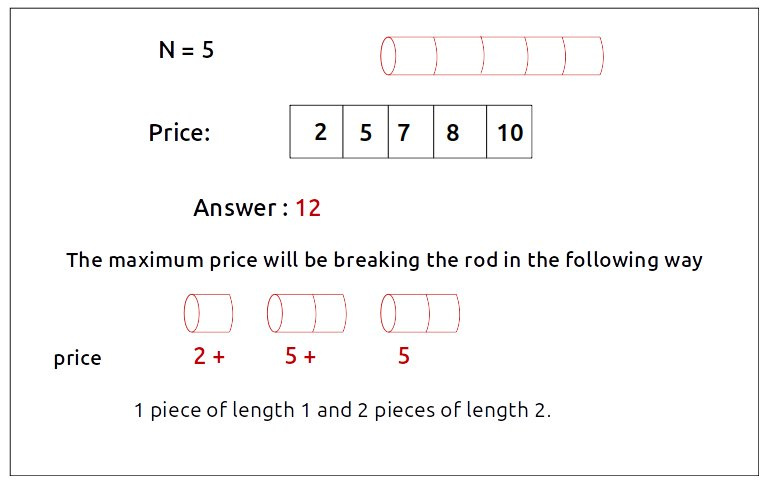 N = 5
Price: 2 5 7 8 10
Answer : 12
The maximum price will be breaking the rod in the following way
price 2 + 5 + 5
1 piece of length 1 and 2 pieces of length 2.